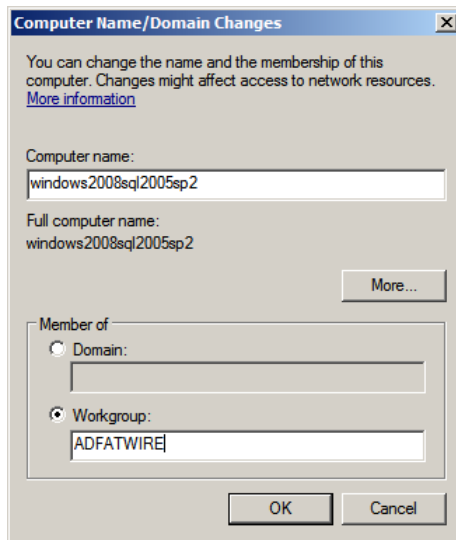 Computer Name/Domain Changes
You can change the name and the membership of this
computer. Changes might affect access to network resources.
More information
Computer name:
windows2008sql2005sp2
Full computer name:
windows2008sql2005sp2
More...
Member of
Domain:
Workgroup:
ADFATWIRE
OK
Cancel